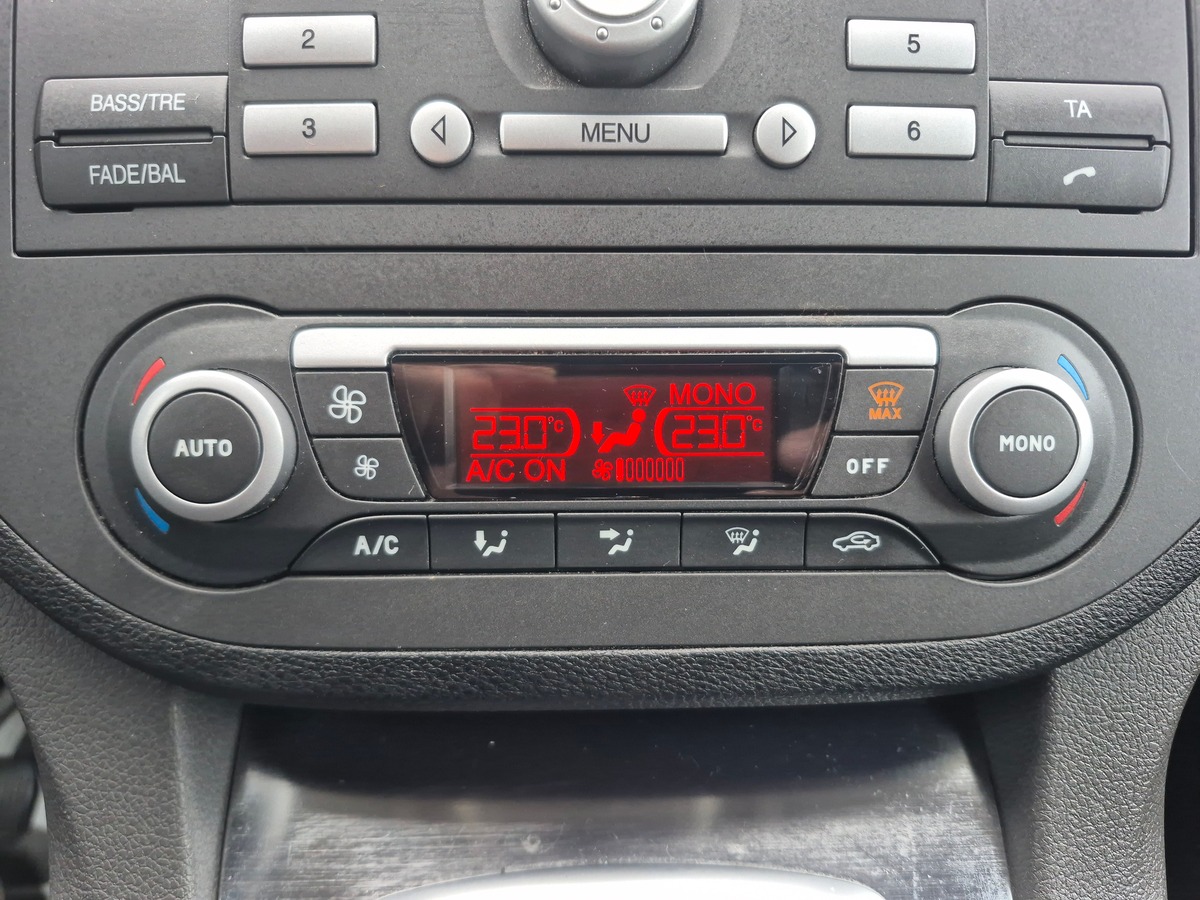 2
5
BASS/TRE
TA
3
MENU
6
FADE/BAL
MONO
MAX
AUTO
23.0°C
23.0°C
MONO
A/C ON
OFF
A/C